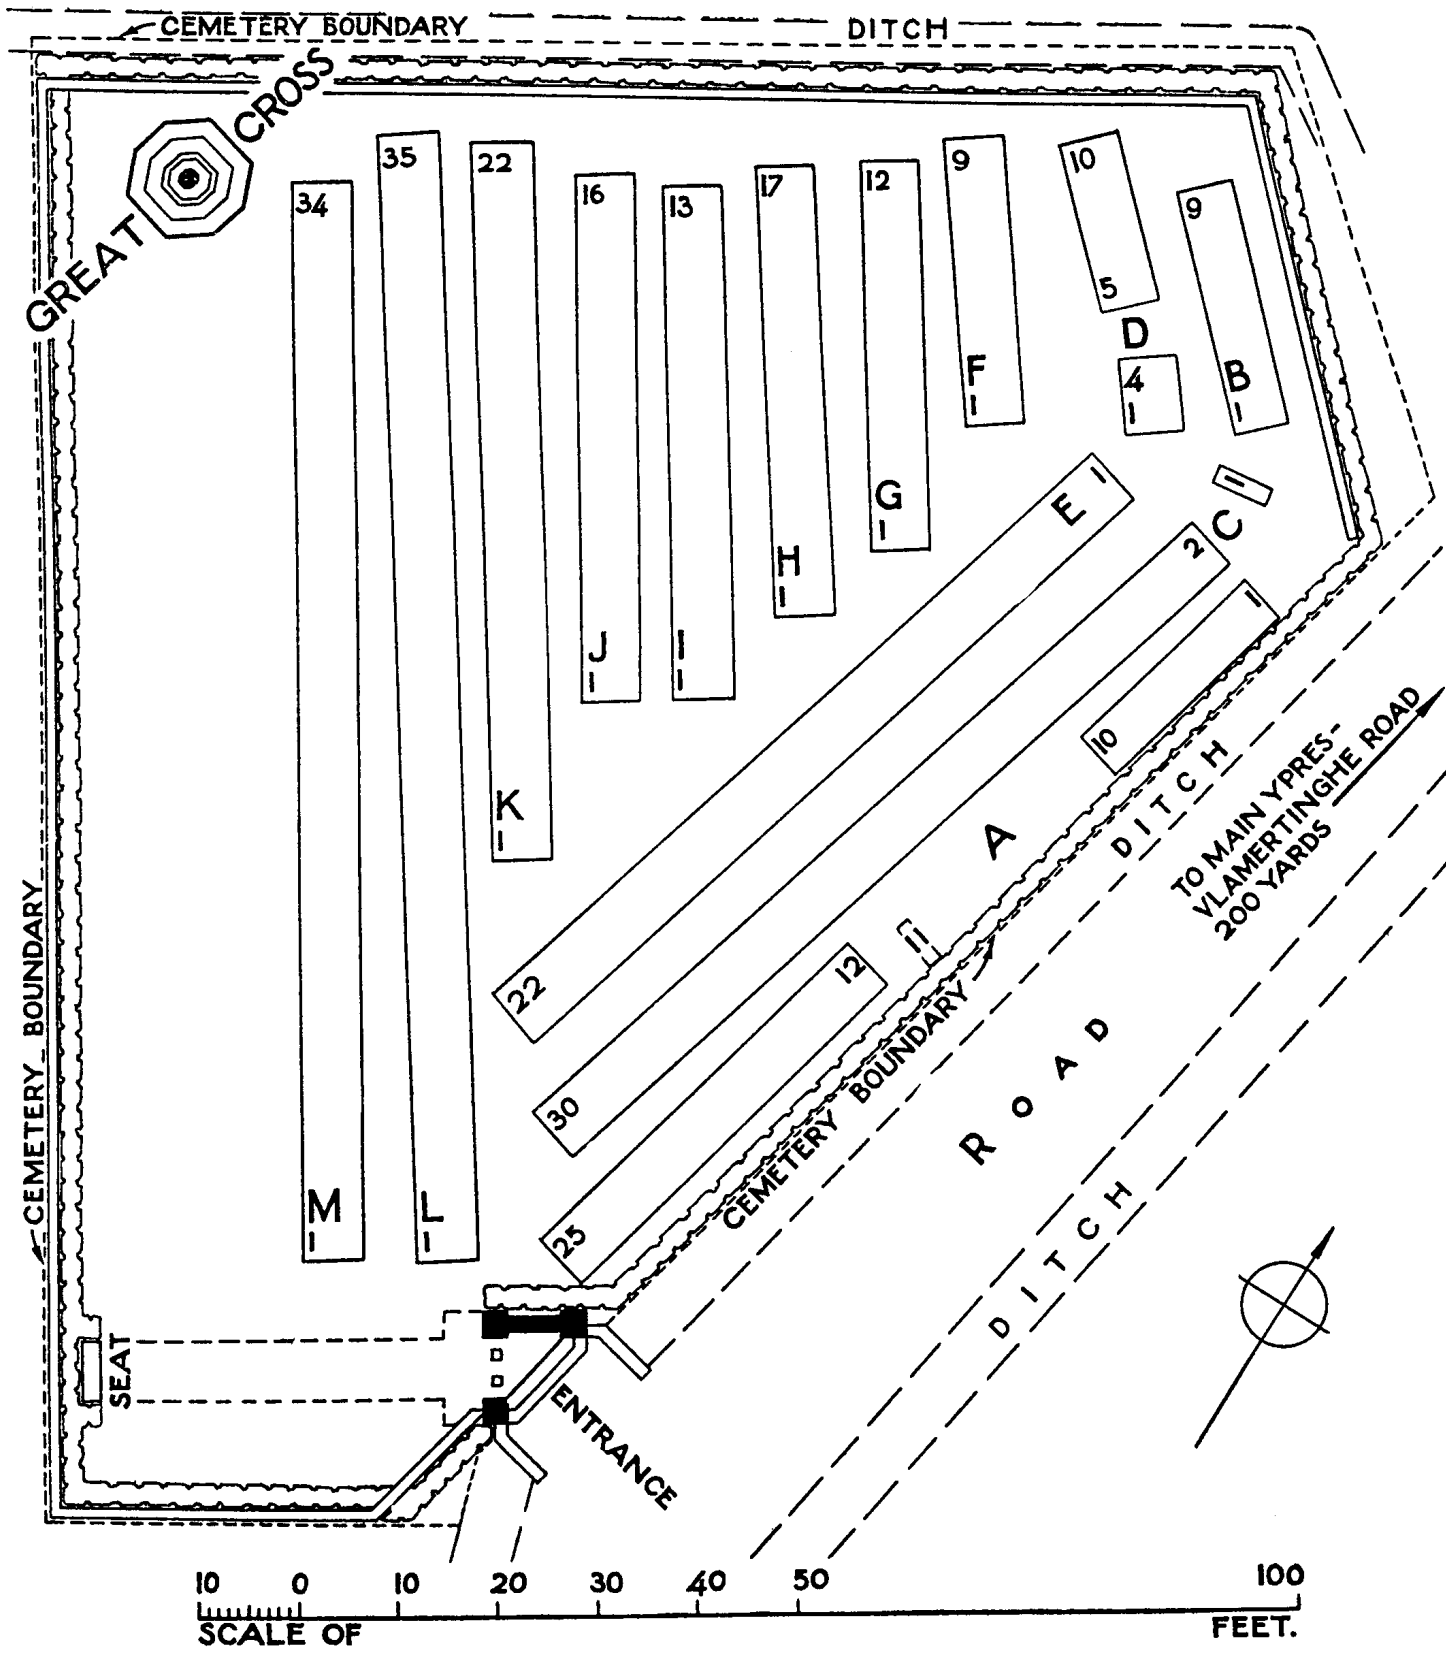 CEMETERY BOUNDARY
DITCH
GREAT CROSS
34
35
22
16
13
17
12
9
10
9
5
D
4
1
F
1
B
1
E
1
C
1
2
1
G
1
H
1
J
1
I
1
K
1
10
A
11
12
22
30
25
M
1
L
1
CEMETERY BOUNDARY
CEMETERY BOUNDARY
DITCH
TO MAIN YPRES-
VLAMERTINGHE ROAD
200 YARDS
ROAD
DITCH
SEAT
ENTRANCE
10 0 10 20 30 40 50 100
SCALE OF FEET.